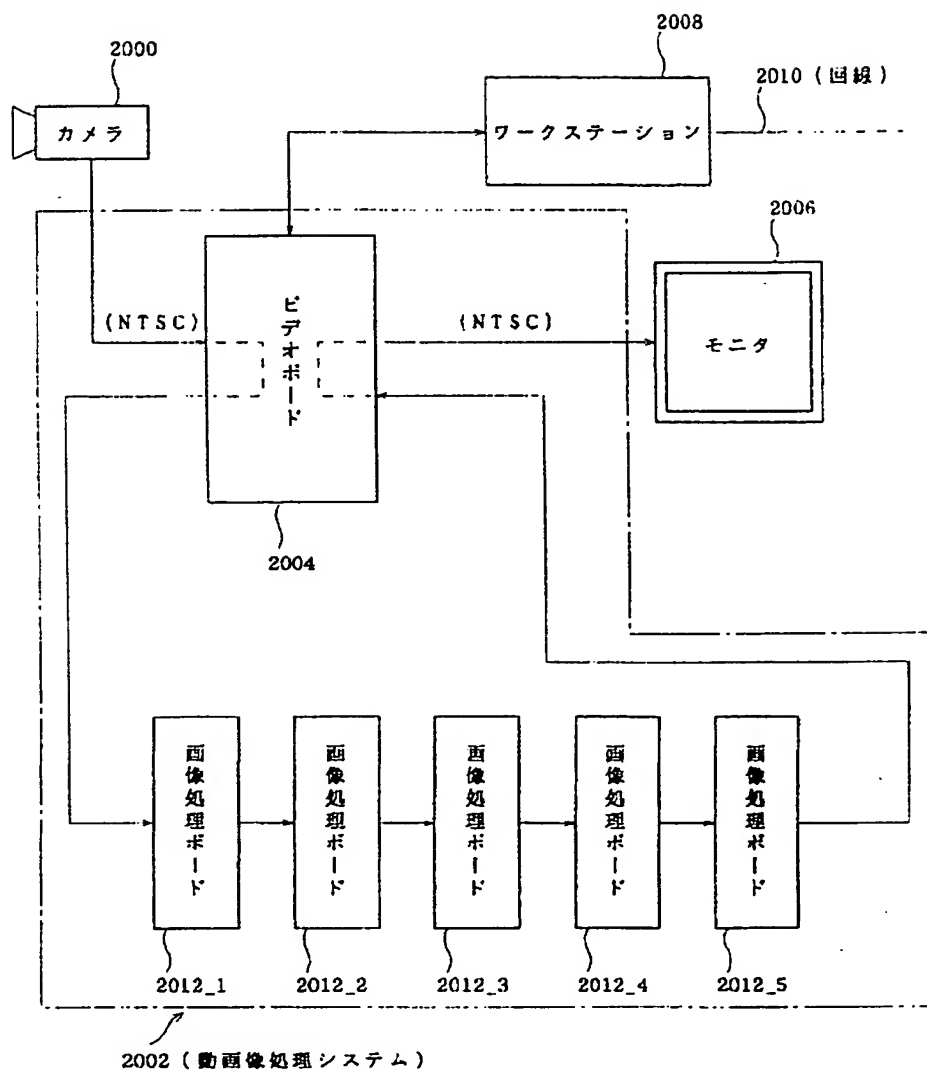 2000
カメラ
2008
ワークステーション
2010 (回線)
2006
モニタ
(NTSC)
ビデオボード
(NTSC)
2004
画像処理ボード
画像処理ボード
画像処理ボード
画像処理ボード
画像処理ボード
2012_1
2012_2
2012_3
2012_4
2012_5
2002 (動画像処理システム)